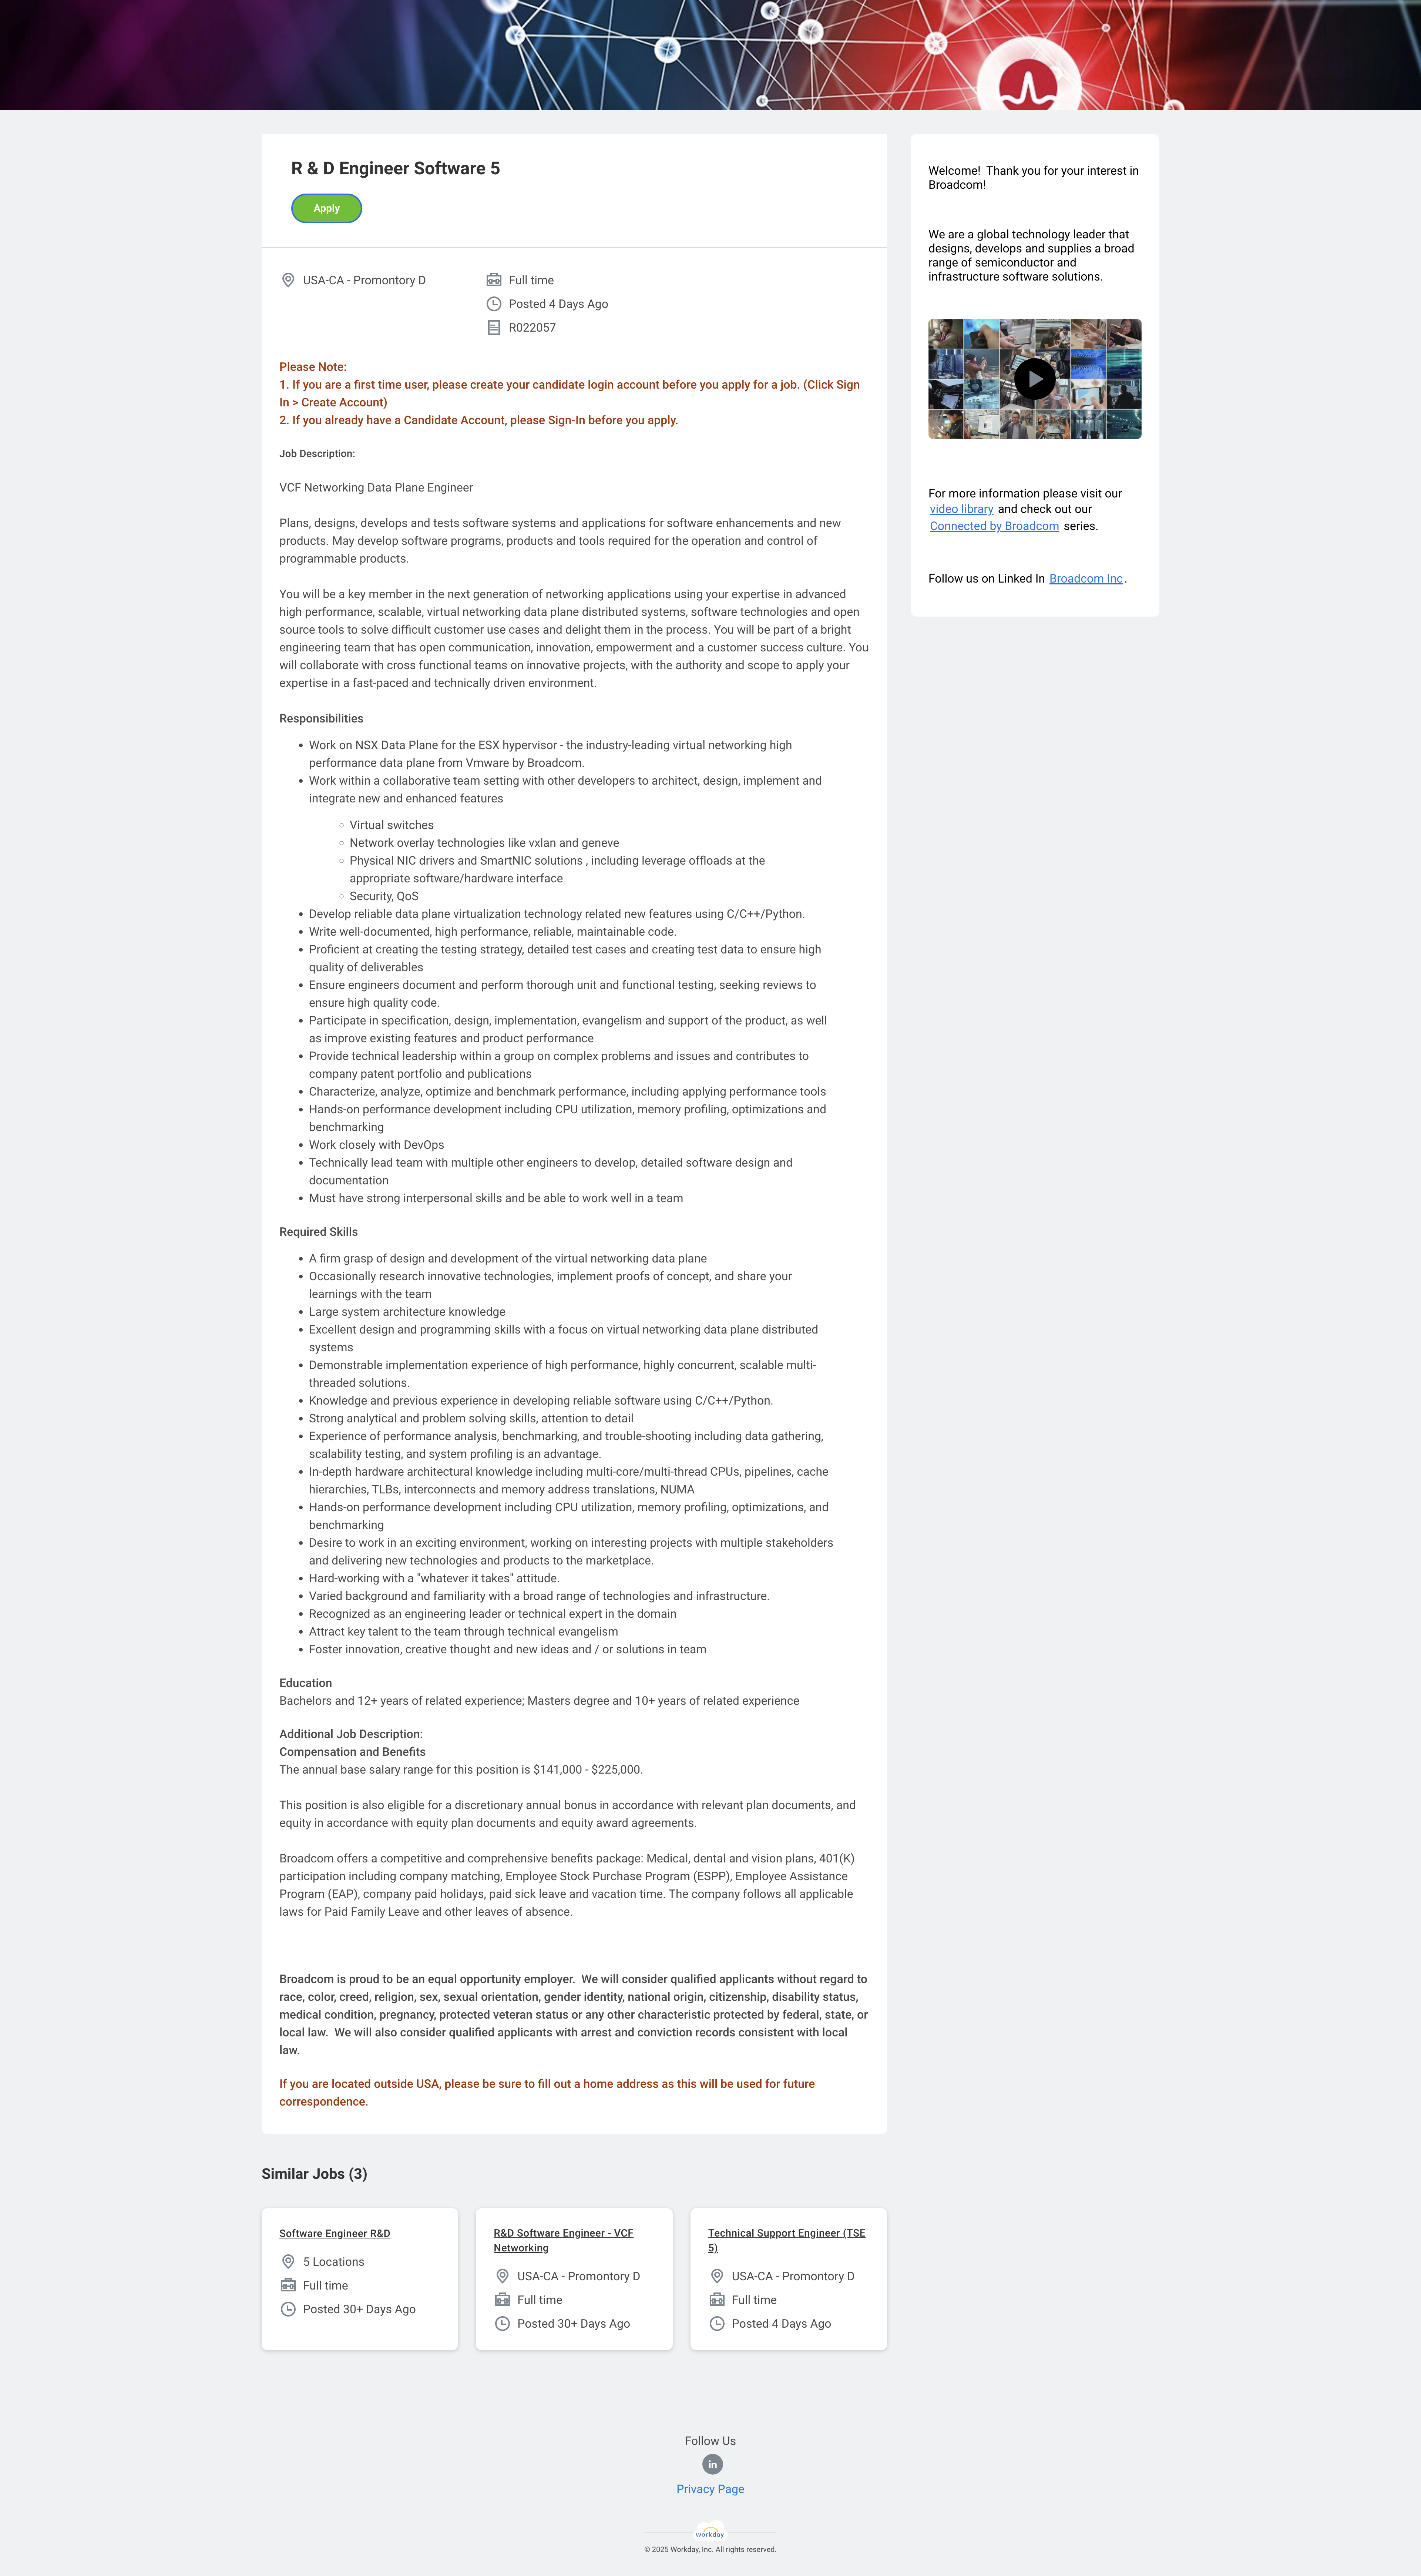 R & D Engineer Software 5
Apply
USA-CA - Promontory D
Full time
Posted 4 Days Ago
R022057
Please Note:
1. If you are a first time user, please create your candidate login account before you apply for a job. (Click Sign
In > Create Account)
2. If you already have a Candidate Account, please Sign-In before you apply.
Job Description:
VCF Networking Data Plane Engineer
Plans, designs, develops and tests software systems and applications for software enhancements and new
products. May develop software programs, products and tools required for the operation and control of
programmable products.
You will be a key member in the next generation of networking applications using your expertise in advanced
high performance, scalable, virtual networking data plane distributed systems, software technologies and open
source tools to solve difficult customer use cases and delight them in the process. You will be part of a bright
engineering team that has open communication, innovation, empowerment and a customer success culture. You
will collaborate with cross functional teams on innovative projects, with the authority and scope to apply your
expertise in a fast-paced and technically driven environment.
Responsibilities
• Work on NSX Data Plane for the ESX hypervisor - the industry-leading virtual networking high
performance data plane from Vmware by Broadcom.
• Work within a collaborative team setting with other developers to architect, design, implement and
integrate new and enhanced features
◦ Virtual switches
◦ Network overlay technologies like vxlan and geneve
◦ Physical NIC drivers and SmartNIC solutions , including leverage offloads at the
appropriate software/hardware interface
◦ Security, QoS
• Develop reliable data plane virtualization technology related new features using C/C++/Python.
• Write well-documented, high performance, reliable, maintainable code.
• Proficient at creating the testing strategy, detailed test cases and creating test data to ensure high
quality of deliverables
• Ensure engineers document and perform thorough unit and functional testing, seeking reviews to
ensure high quality code.
• Participate in specification, design, implementation, evangelism and support of the product, as well
as improve existing features and product performance
• Provide technical leadership within a group on complex problems and issues and contributes to
company patent portfolio and publications
• Characterize, analyze, optimize and benchmark performance, including applying performance tools
• Hands-on performance development including CPU utilization, memory profiling, optimizations and
benchmarking
• Work closely with DevOps
• Technically lead team with multiple other engineers to develop, detailed software design and
documentation
• Must have strong interpersonal skills and be able to work well in a team
Required Skills
• A firm grasp of design and development of the virtual networking data plane
• Occasionally research innovative technologies, implement proofs of concept, and share your
learnings with the team
• Large system architecture knowledge
• Excellent design and programming skills with a focus on virtual networking data plane distributed
systems
• Demonstrable implementation experience of high performance, highly concurrent, scalable multi-
threaded solutions.
• Knowledge and previous experience in developing reliable software using C/C++/Python.
• Strong analytical and problem solving skills, attention to detail
• Experience of performance analysis, benchmarking, and trouble-shooting including data gathering,
scalability testing, and system profiling is an advantage.
• In-depth hardware architectural knowledge including multi-core/multi-thread CPUs, pipelines, cache
hierarchies, TLBs, interconnects and memory address translations, NUMA
• Hands-on performance development including CPU utilization, memory profiling, optimizations, and
benchmarking
• Desire to work in an exciting environment, working on interesting projects with multiple stakeholders
and delivering new technologies and products to the marketplace.
• Hard-working with a "whatever it takes" attitude.
• Varied background and familiarity with a broad range of technologies and infrastructure.
• Recognized as an engineering leader or technical expert in the domain
• Attract key talent to the team through technical evangelism
• Foster innovation, creative thought and new ideas and / or solutions in team
Education
Bachelors and 12+ years of related experience; Masters degree and 10+ years of related experience
Additional Job Description:
Compensation and Benefits
The annual base salary range for this position is $141,000 - $225,000.
This position is also eligible for a discretionary annual bonus in accordance with relevant plan documents, and
equity in accordance with equity plan documents and equity award agreements.
Broadcom offers a competitive and comprehensive benefits package: Medical, dental and vision plans, 401(K)
participation including company matching, Employee Stock Purchase Program (ESPP), Employee Assistance
Program (EAP), company paid holidays, paid sick leave and vacation time. The company follows all applicable
laws for Paid Family Leave and other leaves of absence.
Broadcom is proud to be an equal opportunity employer.  We will consider qualified applicants without regard to
race, color, creed, religion, sex, sexual orientation, gender identity, national origin, citizenship, disability status,
medical condition, pregnancy, protected veteran status or any other characteristic protected by federal, state, or
local law.  We will also consider qualified applicants with arrest and conviction records consistent with local
law.
If you are located outside USA, please be sure to fill out a home address as this will be used for future
correspondence.
Welcome!  Thank you for your interest in
Broadcom!
We are a global technology leader that
designs, develops and supplies a broad
range of semiconductor and
infrastructure software solutions.
For more information please visit our
video library and check out our
Connected by Broadcom series.
Follow us on Linked In Broadcom Inc.
Similar Jobs (3)
Software Engineer R&D
5 Locations
Full time
Posted 30+ Days Ago
R&D Software Engineer - VCF
Networking
USA-CA - Promontory D
Full time
Posted 30+ Days Ago
Technical Support Engineer (TSE
5)
USA-CA - Promontory D
Full time
Posted 4 Days Ago
Follow Us
in
Privacy Page
workday.
© 2025 Workday, Inc. All rights reserved.